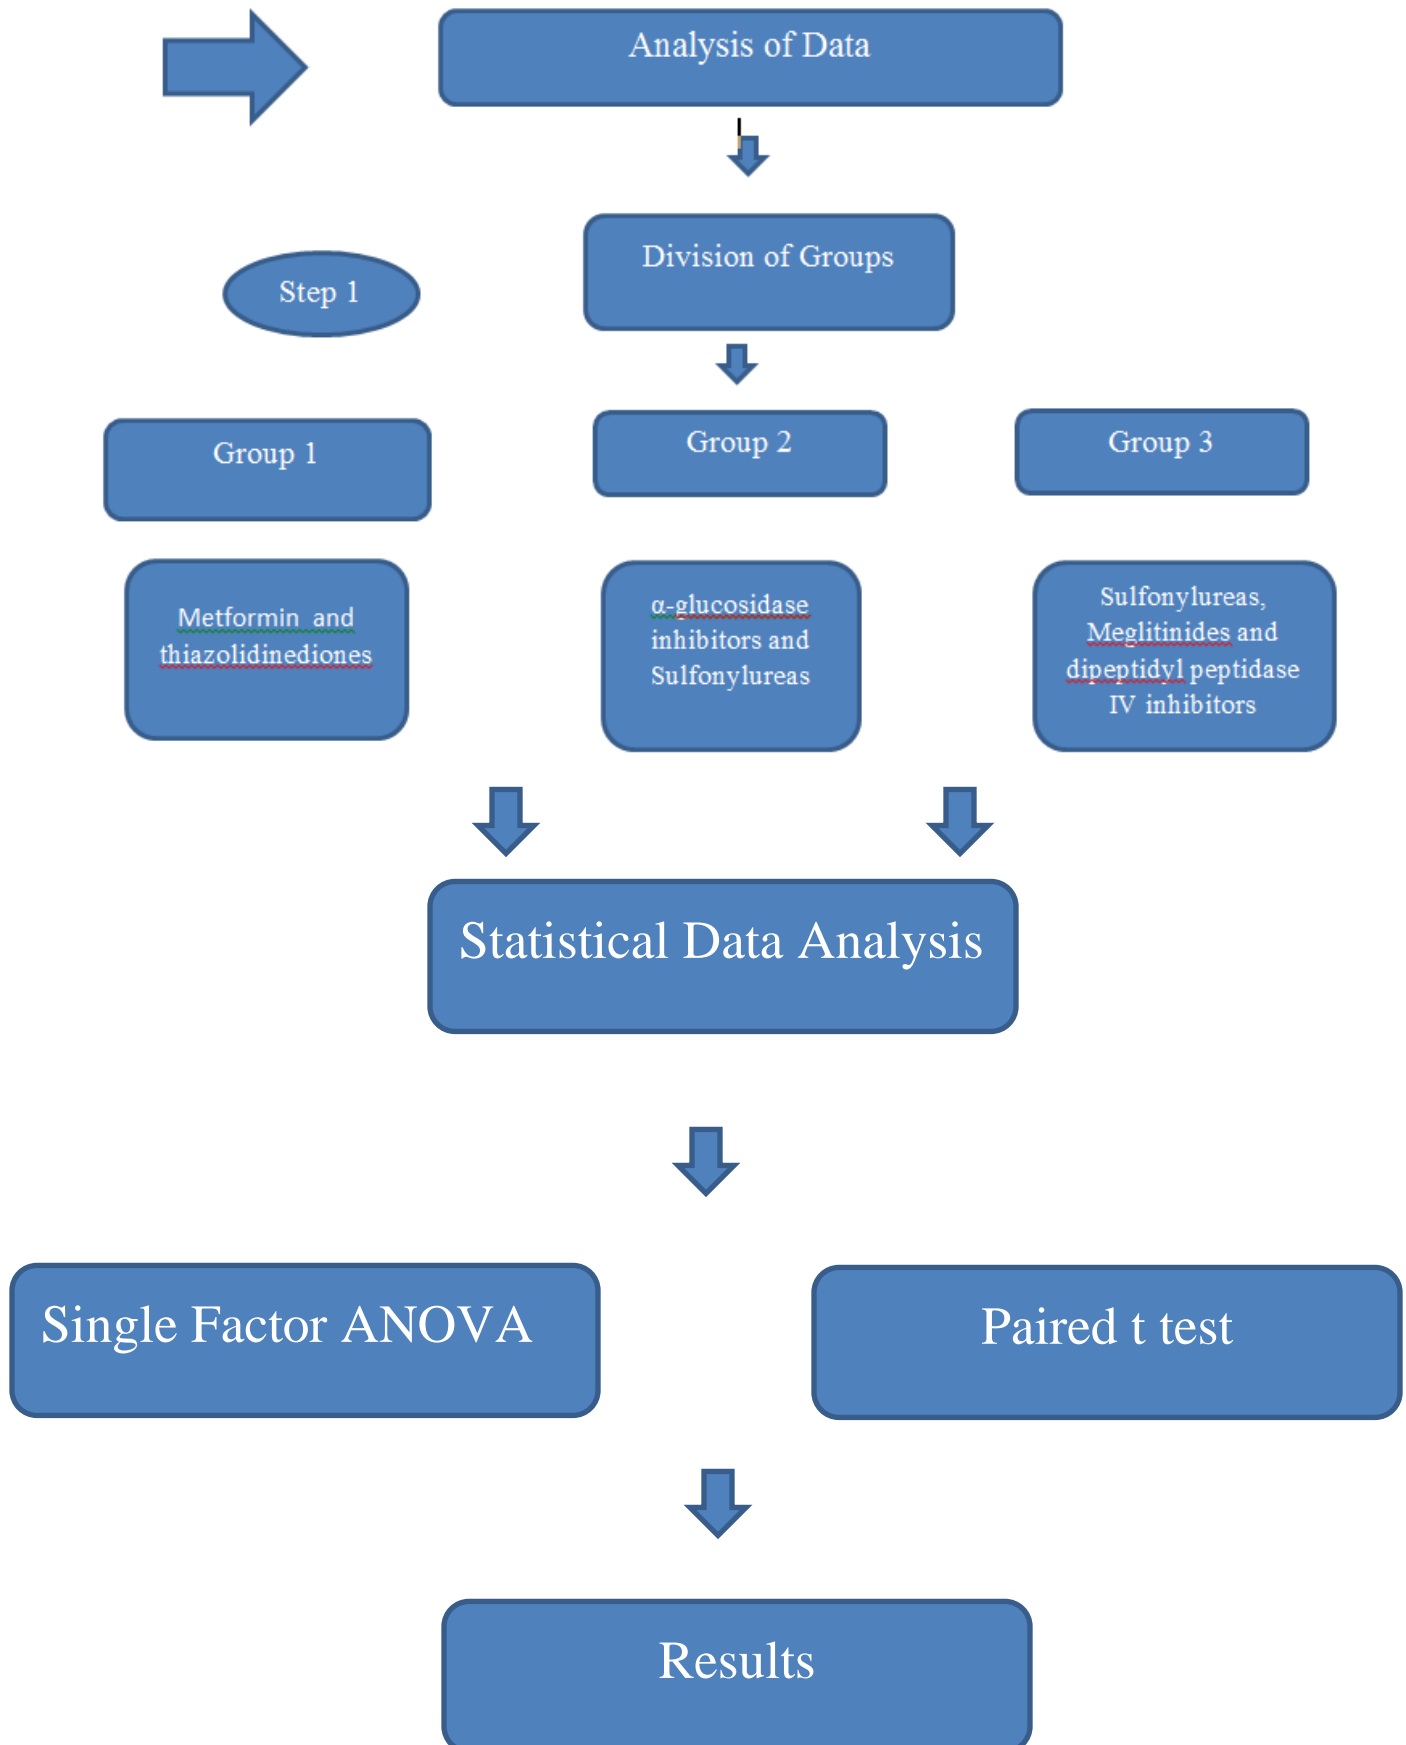 Analysis of Data
Division of Groups
Step 1
Group 1
Group 2
Group 3
Metformin and
thiazolidinediones
α-glucosidase
inhibitors and
Sulfonylureas
Sulfonylureas,
Meglitinides and
dipeptidyl peptidase
IV inhibitors
Statistical Data Analysis
Single Factor ANOVA
Paired t test
Results